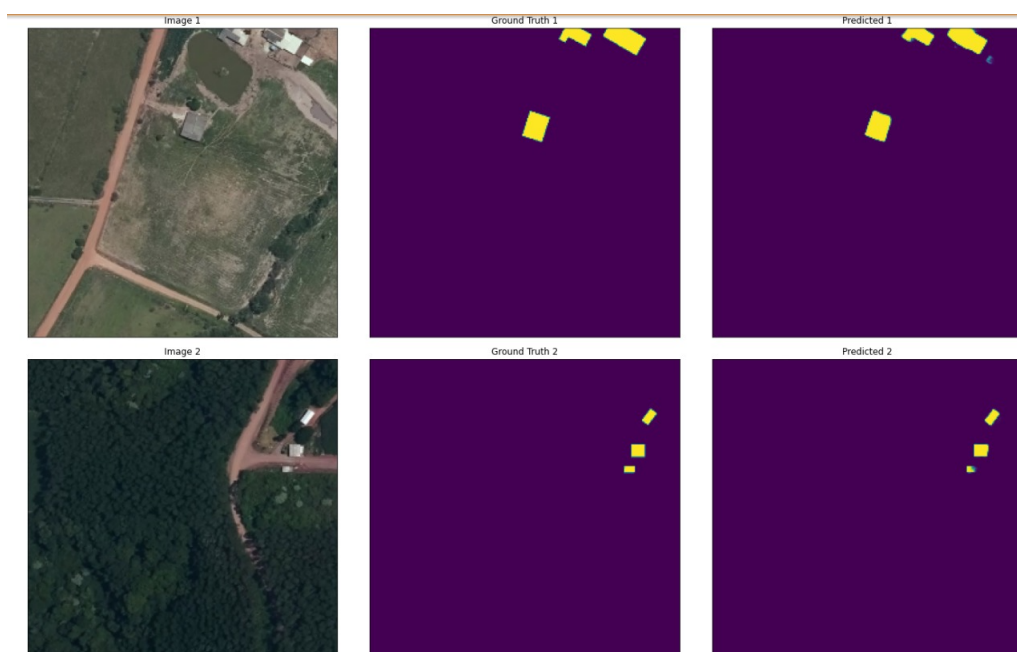 Image 1
Ground Truth 1
Predicted 1
Image 2
Ground Truth 2
Predicted 2